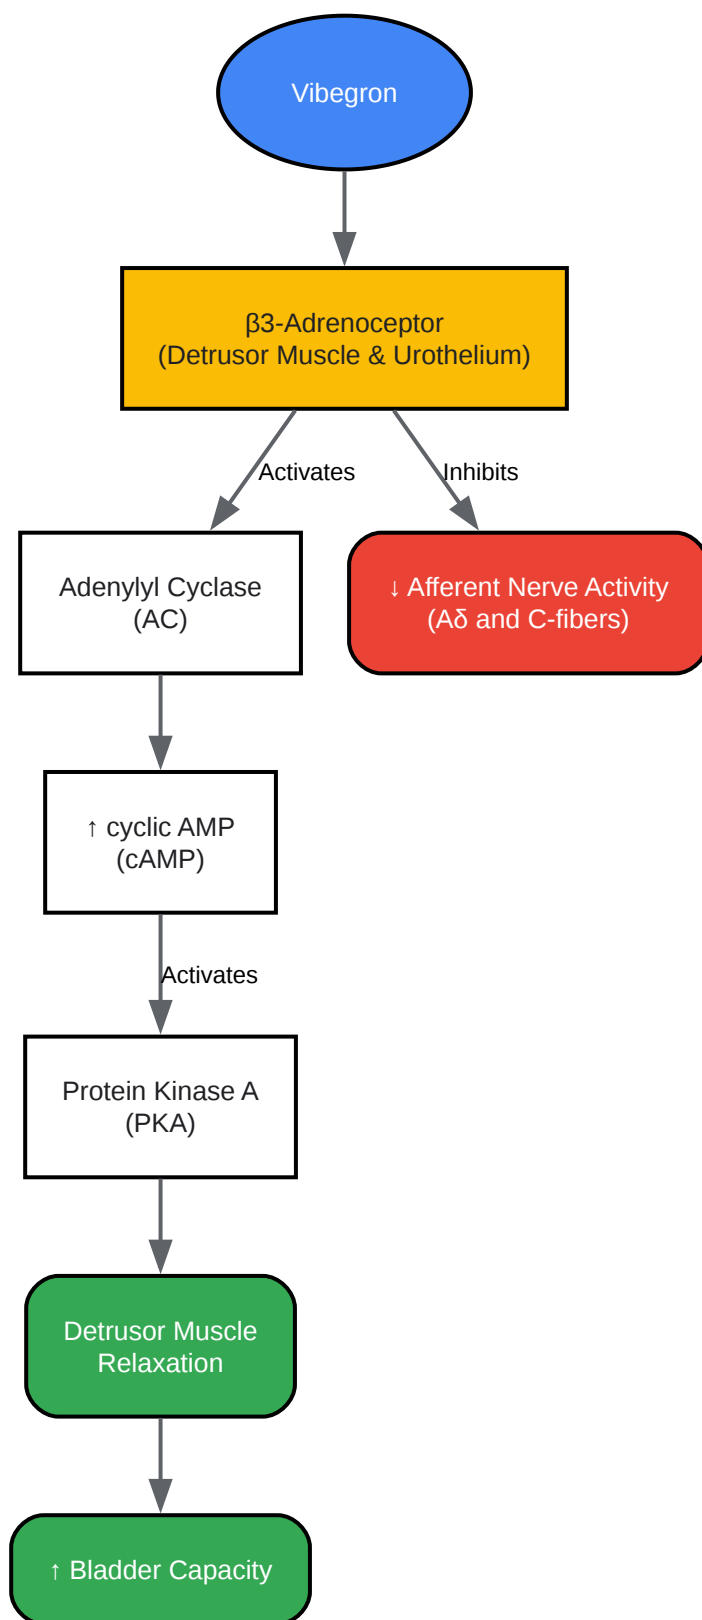 Vibegron
β3-Adrenoceptor
(Detrusor Muscle & Urothelium)
Activates
Inhibits
Adenylyl Cyclase
(AC)
↓ Afferent Nerve Activity
(Aδ and C-fibers)
↑ cyclic AMP
(cAMP)
Activates
Protein Kinase A
(PKA)
Detrusor Muscle
Relaxation
↑ Bladder Capacity